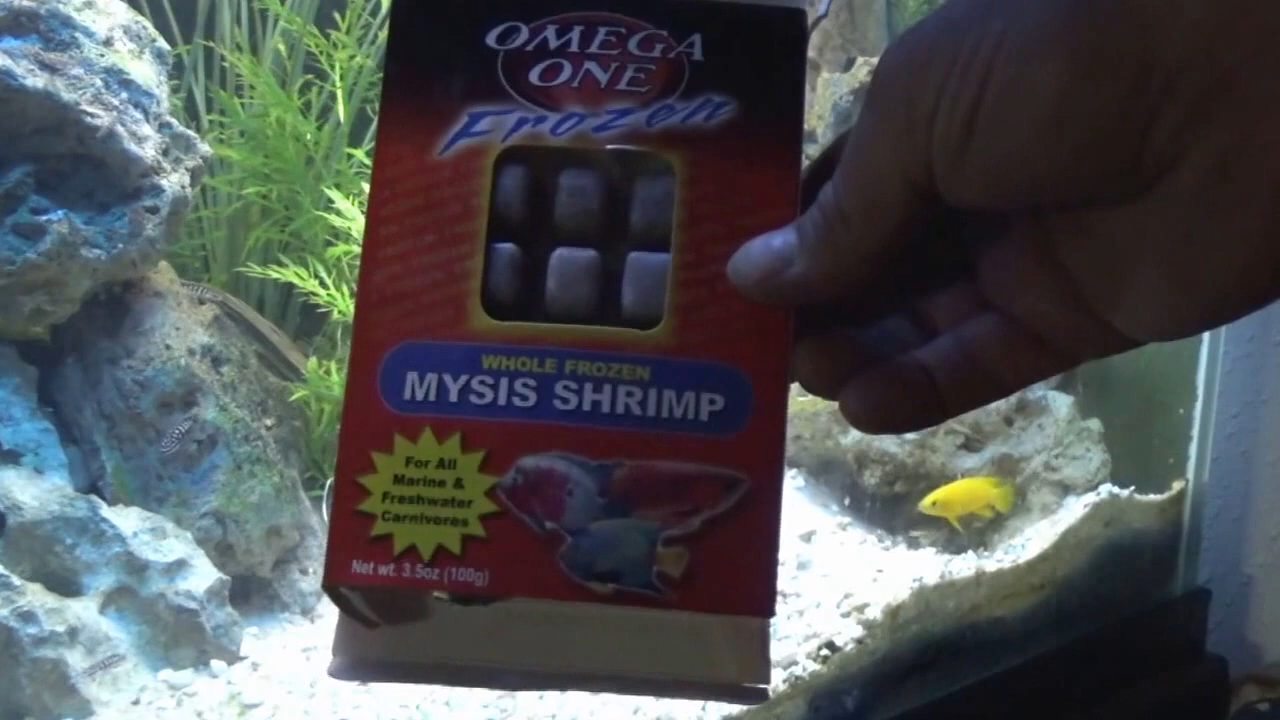 OMEGA
ONE
Frozen
WHOLE FROZEN
MYSIS SHRIMP
For All
Marine &
Freshwater
Carnivores
Net wt. 3.5oz (100g)